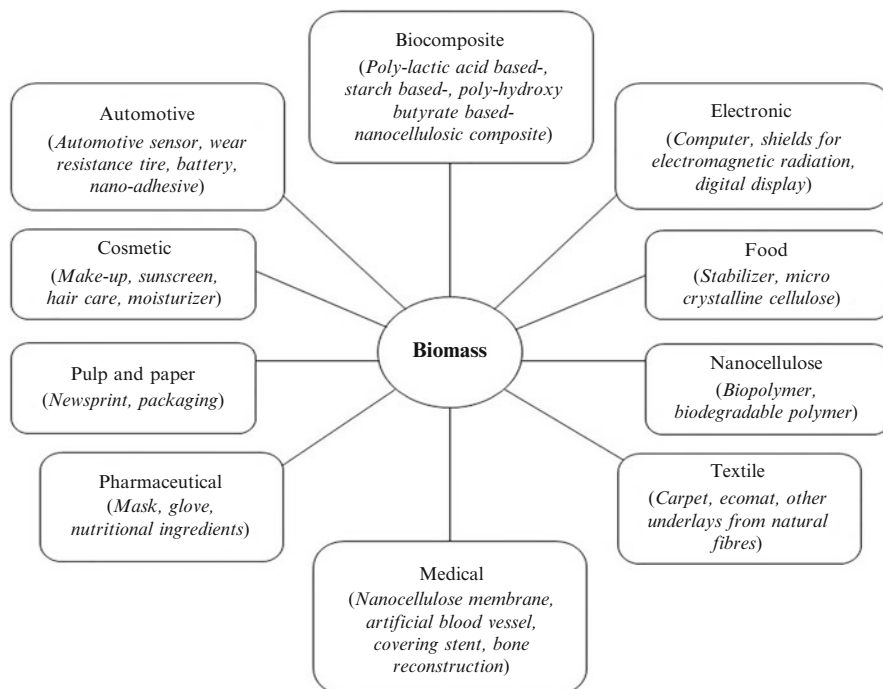 Biocomposite
(Poly-lactic acid based-,
starch based-, poly-hydroxy
butyrate based-
nanocellulosic composite)
Automotive
(Automotive sensor, wear
resistance tire, battery,
nano-adhesive)
Electronic
(Computer, shields for
electromagnetic radiation,
digital display)
Cosmetic
(Make-up, sunscreen,
hair care, moisturizer)
Food
(Stabilizer, micro
crystalline cellulose)
Biomass
Pulp and paper
(Newsprint, packaging)
Nanocellulose
(Biopolymer,
biodegradable polymer)
Pharmaceutical
(Mask, glove,
nutritional ingredients)
Textile
(Carpet, ecomat, other
underlays from natural
fibres)
Medical
(Nanocellulose membrane,
artificial blood vessel,
covering stent, bone
reconstruction)